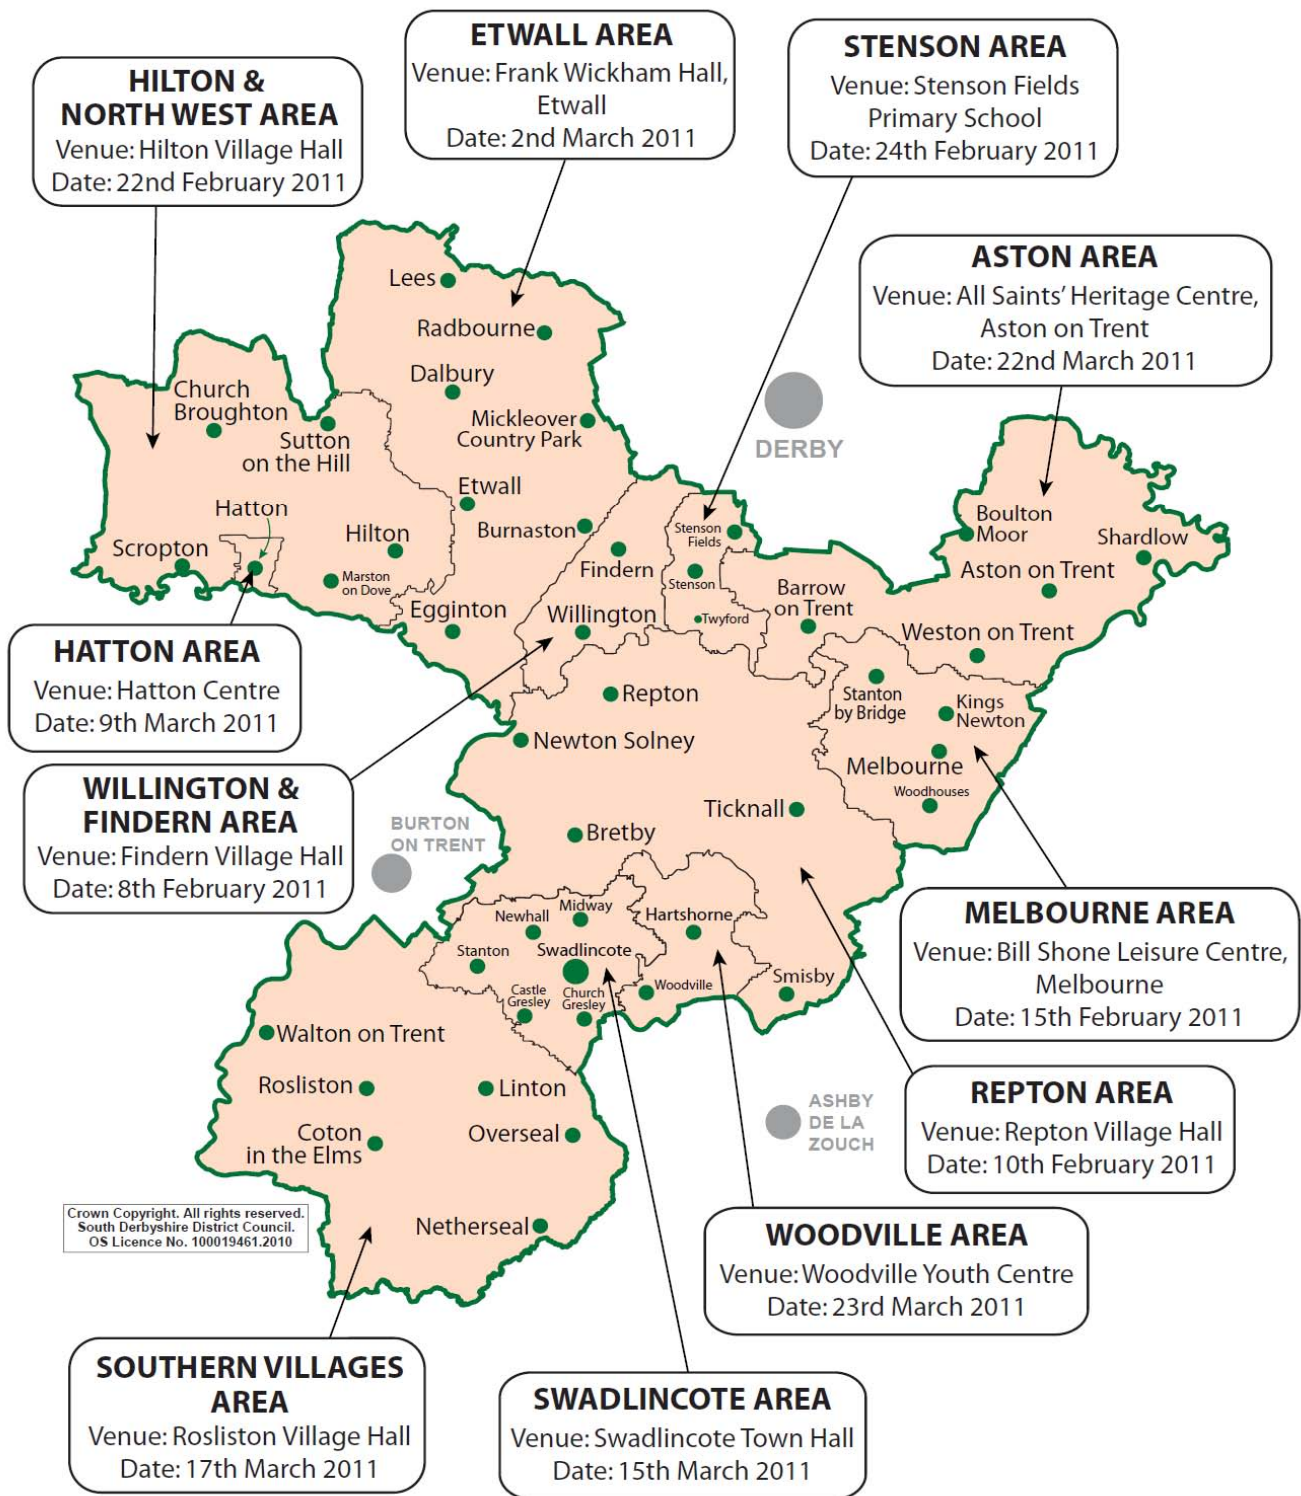 HILTON &
NORTH WEST AREA
Venue: Hilton Village Hall
Date: 22nd February 2011
ETWALL AREA
Venue: Frank Wickham Hall,
Etwall
Date: 2nd March 2011
STENSON AREA
Venue: Stenson Fields
Primary School
Date: 24th February 2011
ASTON AREA
Venue: All Saints' Heritage Centre,
Aston on Trent
Date: 22nd March 2011
Lees
Radbourne
Dalbury
Mickleover
Country Park
Church
Broughton
Sutton
on the Hill
DERBY
Etwall
Burnaston
Hatton
Hilton
Scropton
Marston
on Dove
Egginton
Findern
Willington
Stenson
Fields
Stenson
Twyford
Barrow
on Trent
Boulton
Moor
Shardlow
Aston on Trent
Weston on Trent
HATTON AREA
Venue: Hatton Centre
Date: 9th March 2011
Repton
Newton Solney
Stanton
by Bridge
Kings
Newton
Melbourne
Woodhouses
WILLINGTON &
FINDERN AREA
Venue: Findern Village Hall
Date: 8th February 2011
BURTON
ON TRENT
Ticknall
Bretby
Midway
Newhall
Hartshorne
Stanton
Swadlincote
Castle
Gresley
Church
Gresley
Woodville
Smisby
MELBOURNE AREA
Venue: Bill Shone Leisure Centre,
Melbourne
Date: 15th February 2011
Walton on Trent
Rosliston
Linton
Coton
in the Elms
Overseal
Netherseal
ASHBY
DE LA
ZOUCH
REPTON AREA
Venue: Repton Village Hall
Date: 10th February 2011
Crown Copyright. All rights reserved.
South Derbyshire District Council.
OS Licence No. 100019461.2010
WOODVILLE AREA
Venue: Woodville Youth Centre
Date: 23rd March 2011
SOUTHERN VILLAGES
AREA
Venue: Rosliston Village Hall
Date: 17th March 2011
SWADLINCOTE AREA
Venue: Swadlincote Town Hall
Date: 15th March 2011